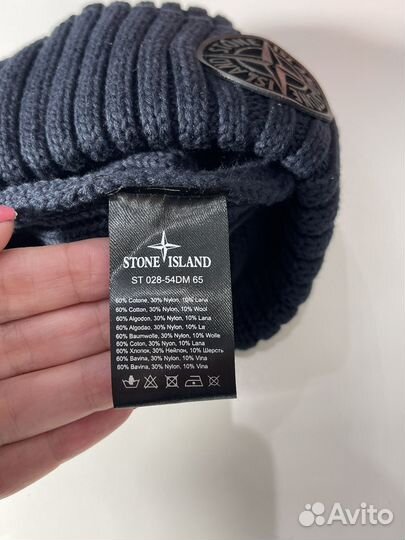 STONE ISLAND
STONE ISLAND
ST 028-54DM 65
60% Cotone, 30% Nylon, 10% Lana
60% Cotton, 30% Nylon, 10% Wool
60% Algodon, 30% Nylon, 10% Lana
60% Algodao, 30% Nylon, 10% La
60% Baumwolle, 30% Nylon, 10% Wolle
60% Coton, 30% Nylon, 10% Lana
60% Хлопок, 30% Нейлон, 10% Шерсть
60% Bavina, 30% Nylon, 10% Vina
60% Bavina, 30% Nylon, 10% Vina
Avito